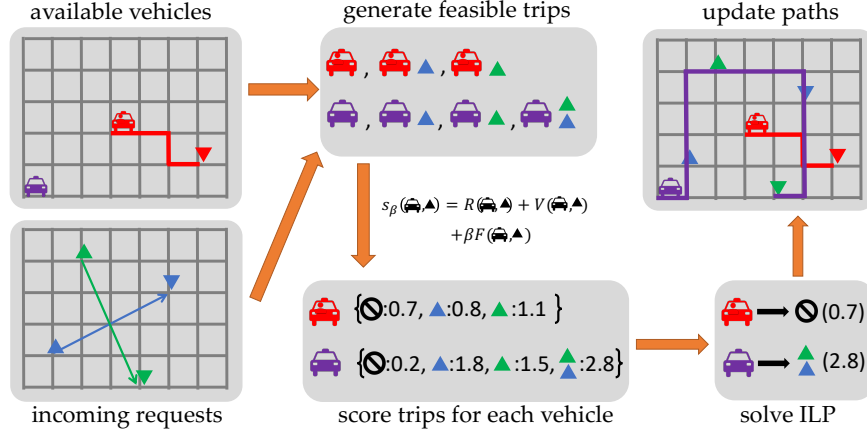 available vehicles
generate feasible trips
update paths
, ,
, , ,
s_β( , ) = R( , ) + V( , )
+βF( , )
{ :0.7, :0.8, :1.1 }
{ :0.2, :1.8, :1.5, :2.8}
(0.7)
(2.8)
incoming requests
score trips for each vehicle
solve ILP